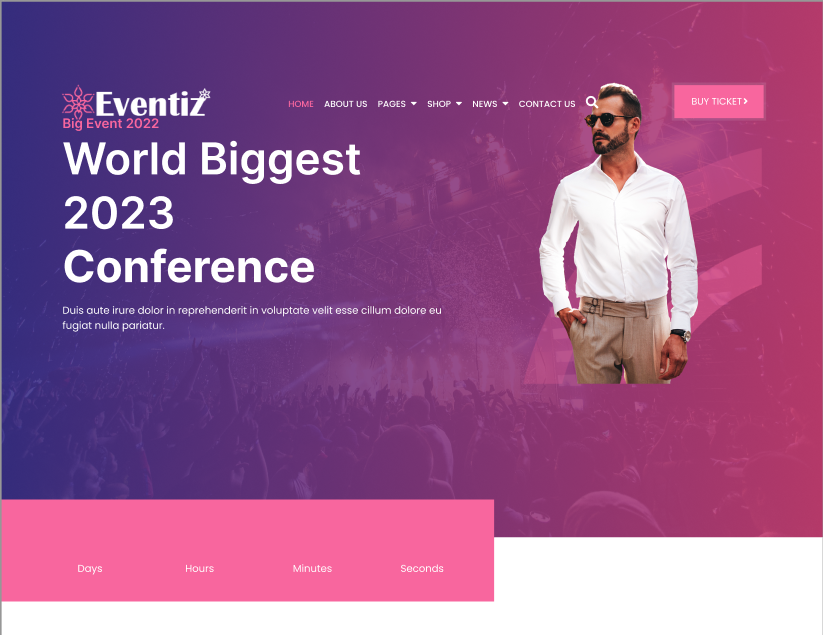 Eventiz
HOME ABOUT US PAGES SHOP NEWS CONTACT US
BUY TICKET
Big Event 2022
World Biggest
2023
Conference
Duis aute irure dolor in reprehenderit in voluptate velit esse cillum dolore eu
fugiat nulla pariatur.
Days Hours Minutes Seconds